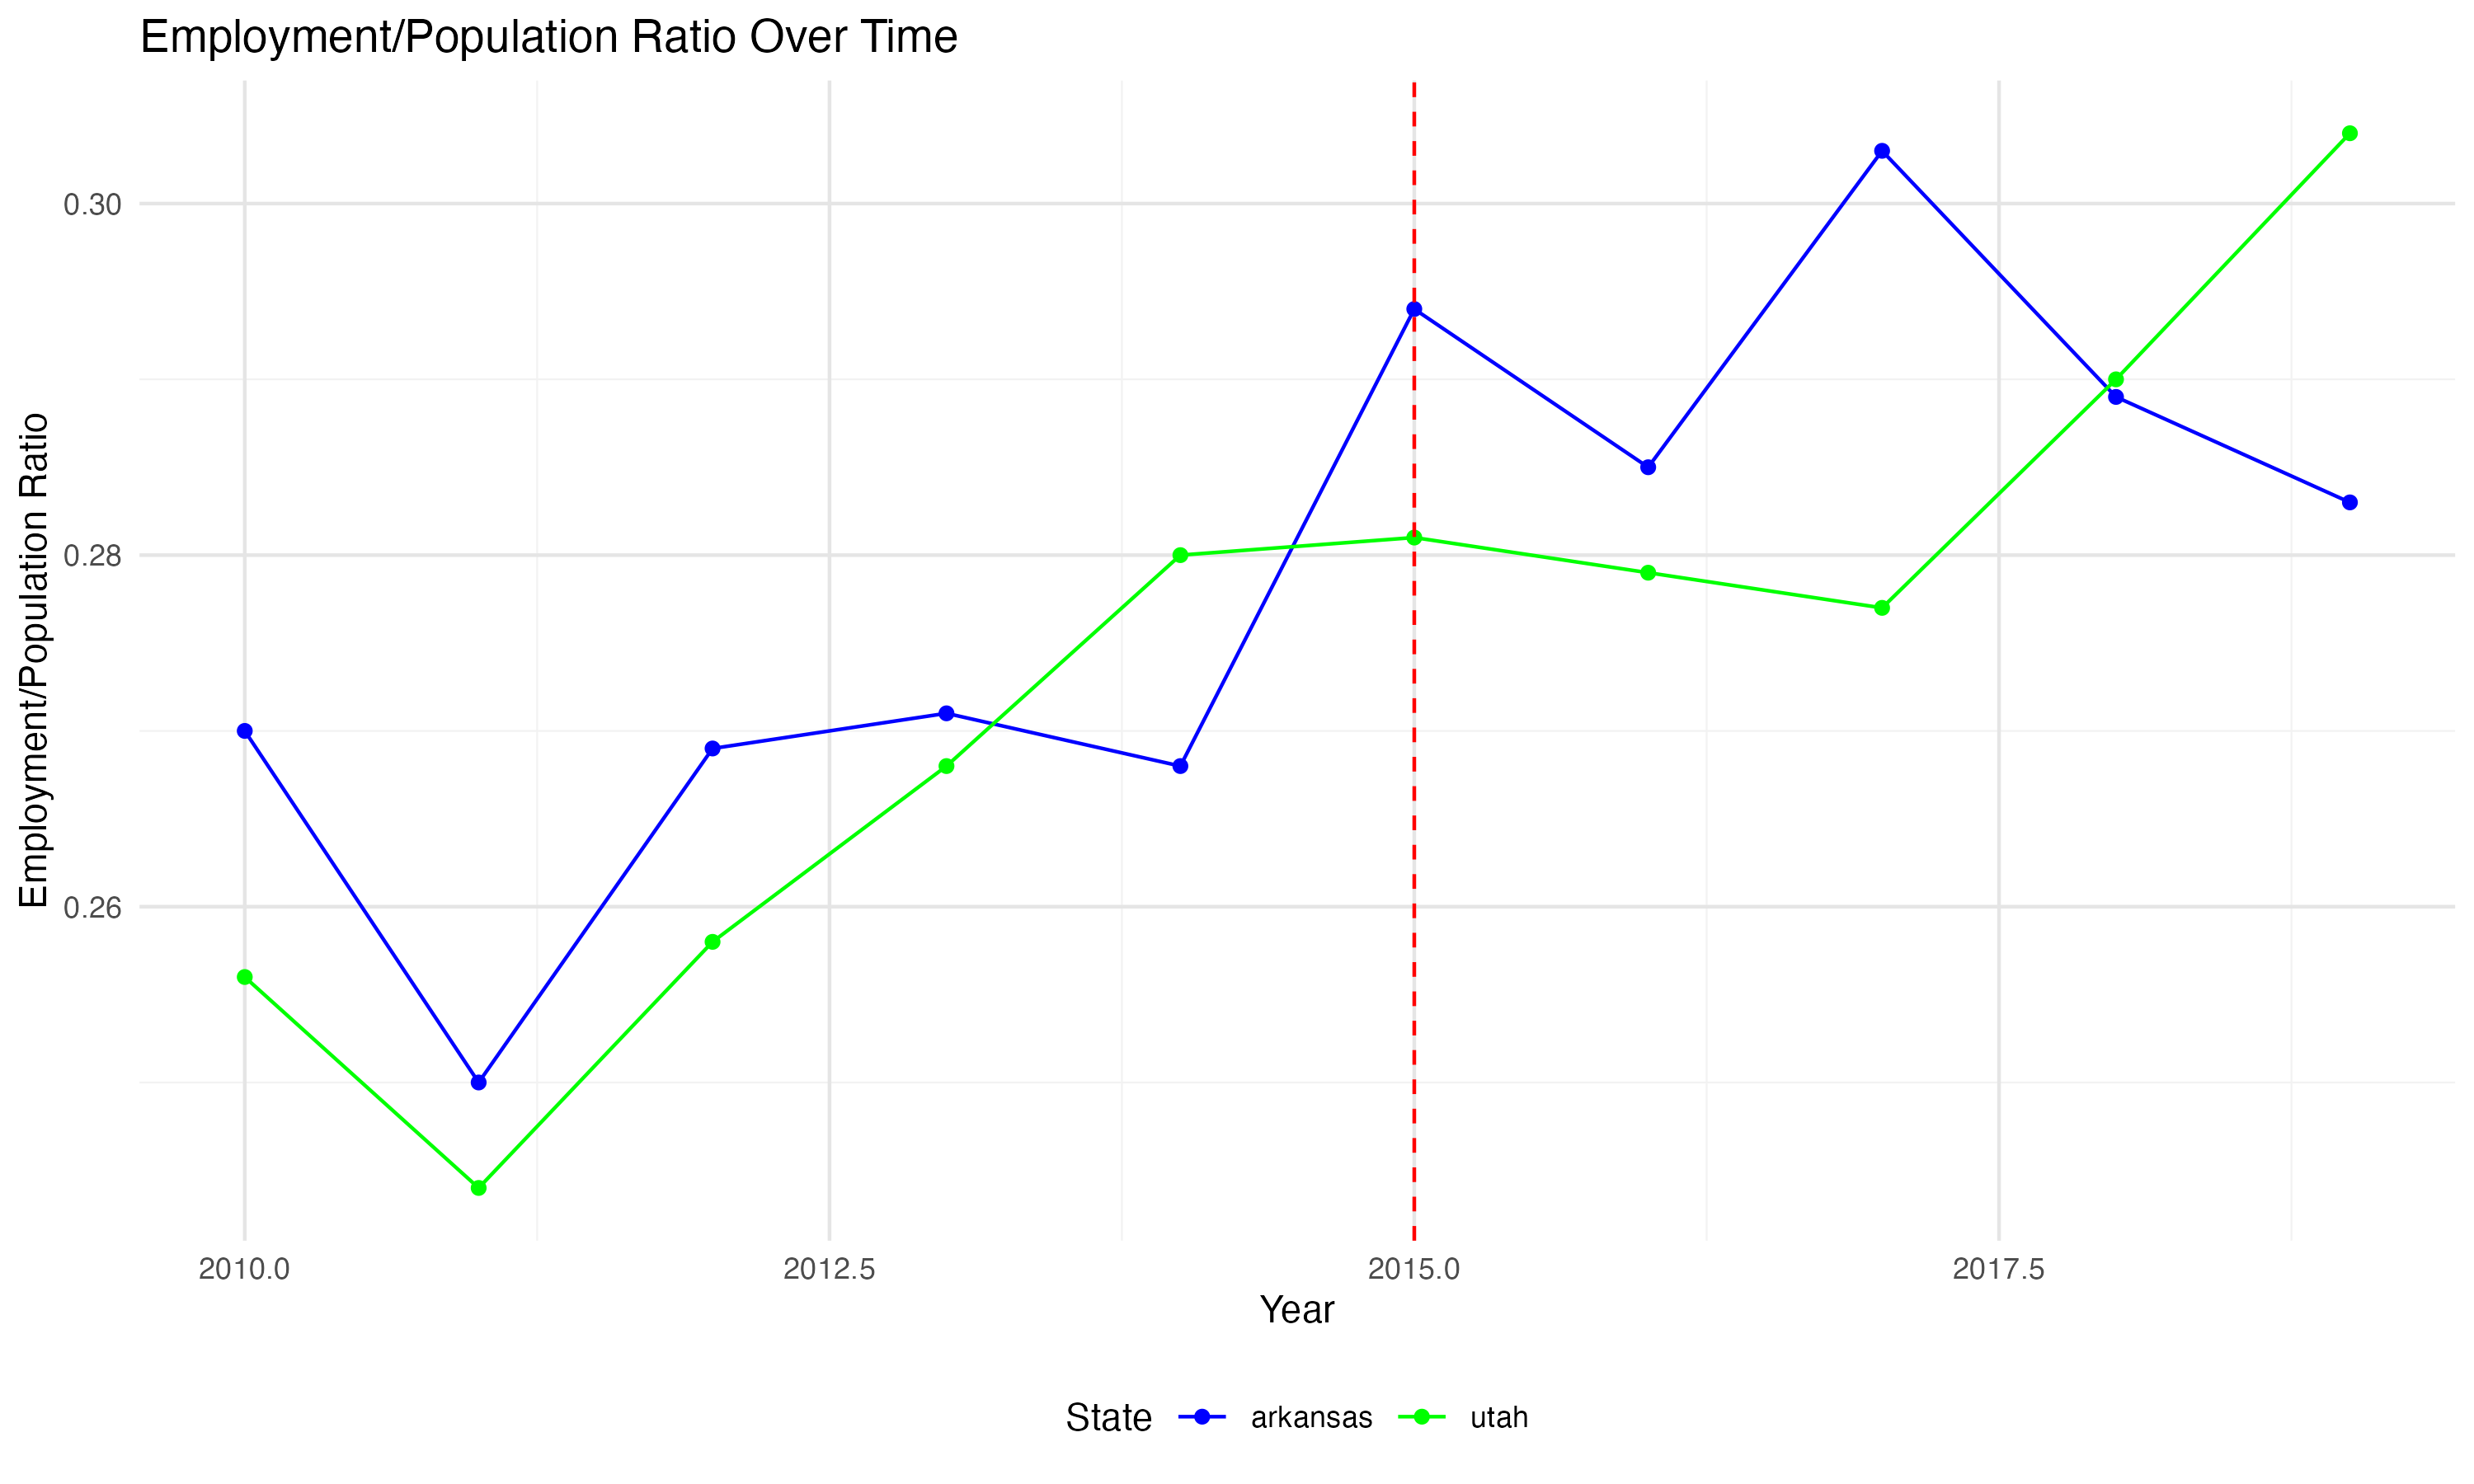 Employment/Population Ratio Over Time
Employment/Population Ratio
0.30
0.28
0.26
2010.0
2012.5
2015.0
2017.5
Year
State
arkansas
utah